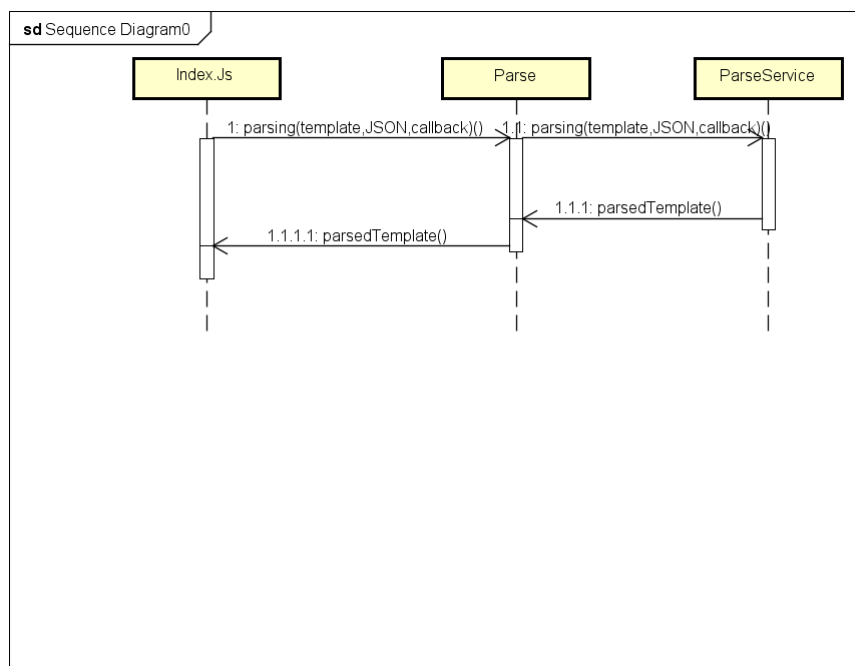 sd Sequence Diagram0
Index.Js
Parse
ParseService
1: parsing(template,JSON,callback)()
1.1: parsing(template,JSON,callback)()
1.1.1: parsedTemplate()
1.1.1.1: parsedTemplate()